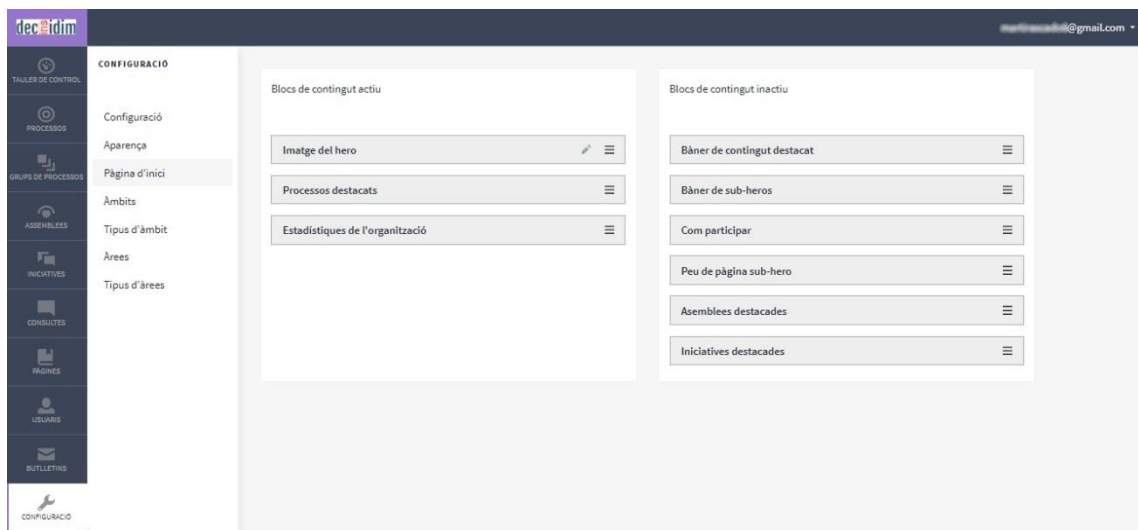 decidim
@gmail.com
TAULER DE CONTROL
PROCESSOS
GRUPS DE PROCESSOS
ASSEMBLEES
INICIATIVES
CONSULTES
PÀGINES
USUARIS
BUTLLETINS
CONFIGURACIÓ
CONFIGURACIÓ
Configuració
Aparença
Pàgina d'inici
Àmbits
Tipus d'àmbit
Àrees
Tipus d'àrees
Blocs de contingut actiu
Imatge del hero
Processos destacats
Estadístiques de l'organització
Blocs de contingut inactiu
Bàner de contingut destacat
Bàner de sub-heros
Com participar
Peu de pàgina sub-hero
Asemblees destacades
Iniciatives destacades